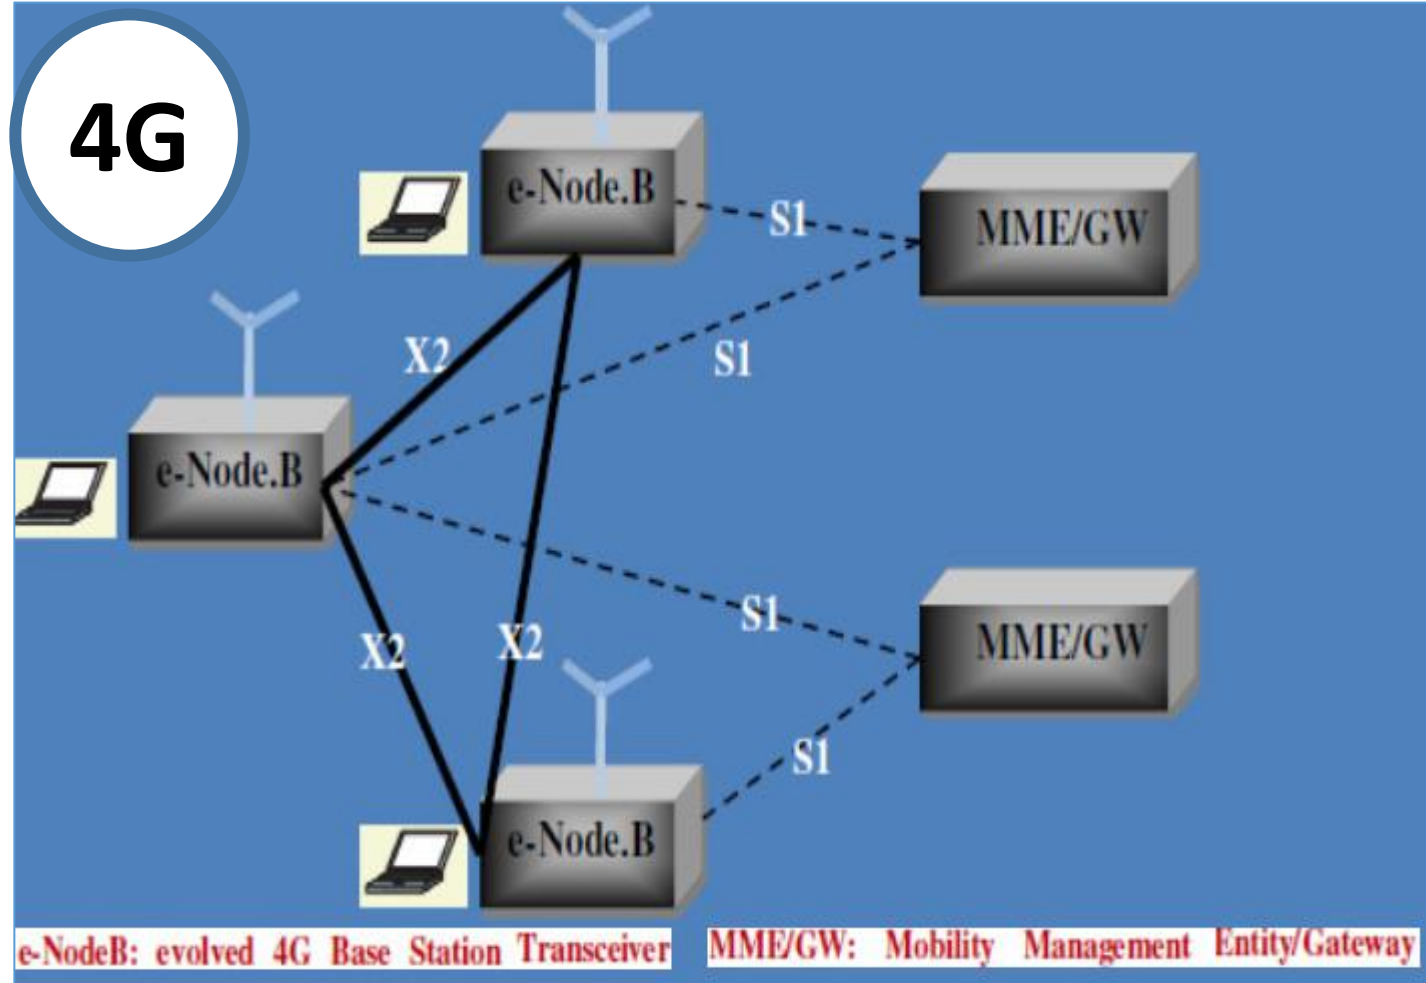 4G
e-Node.B
S1
MME/GW
X2
S1
e-Node.B
S1
MME/GW
X2
X2
S1
e-Node.B
e-NodeB: evolved 4G Base Station Transceiver
MME/GW: Mobility Management Entity/Gateway